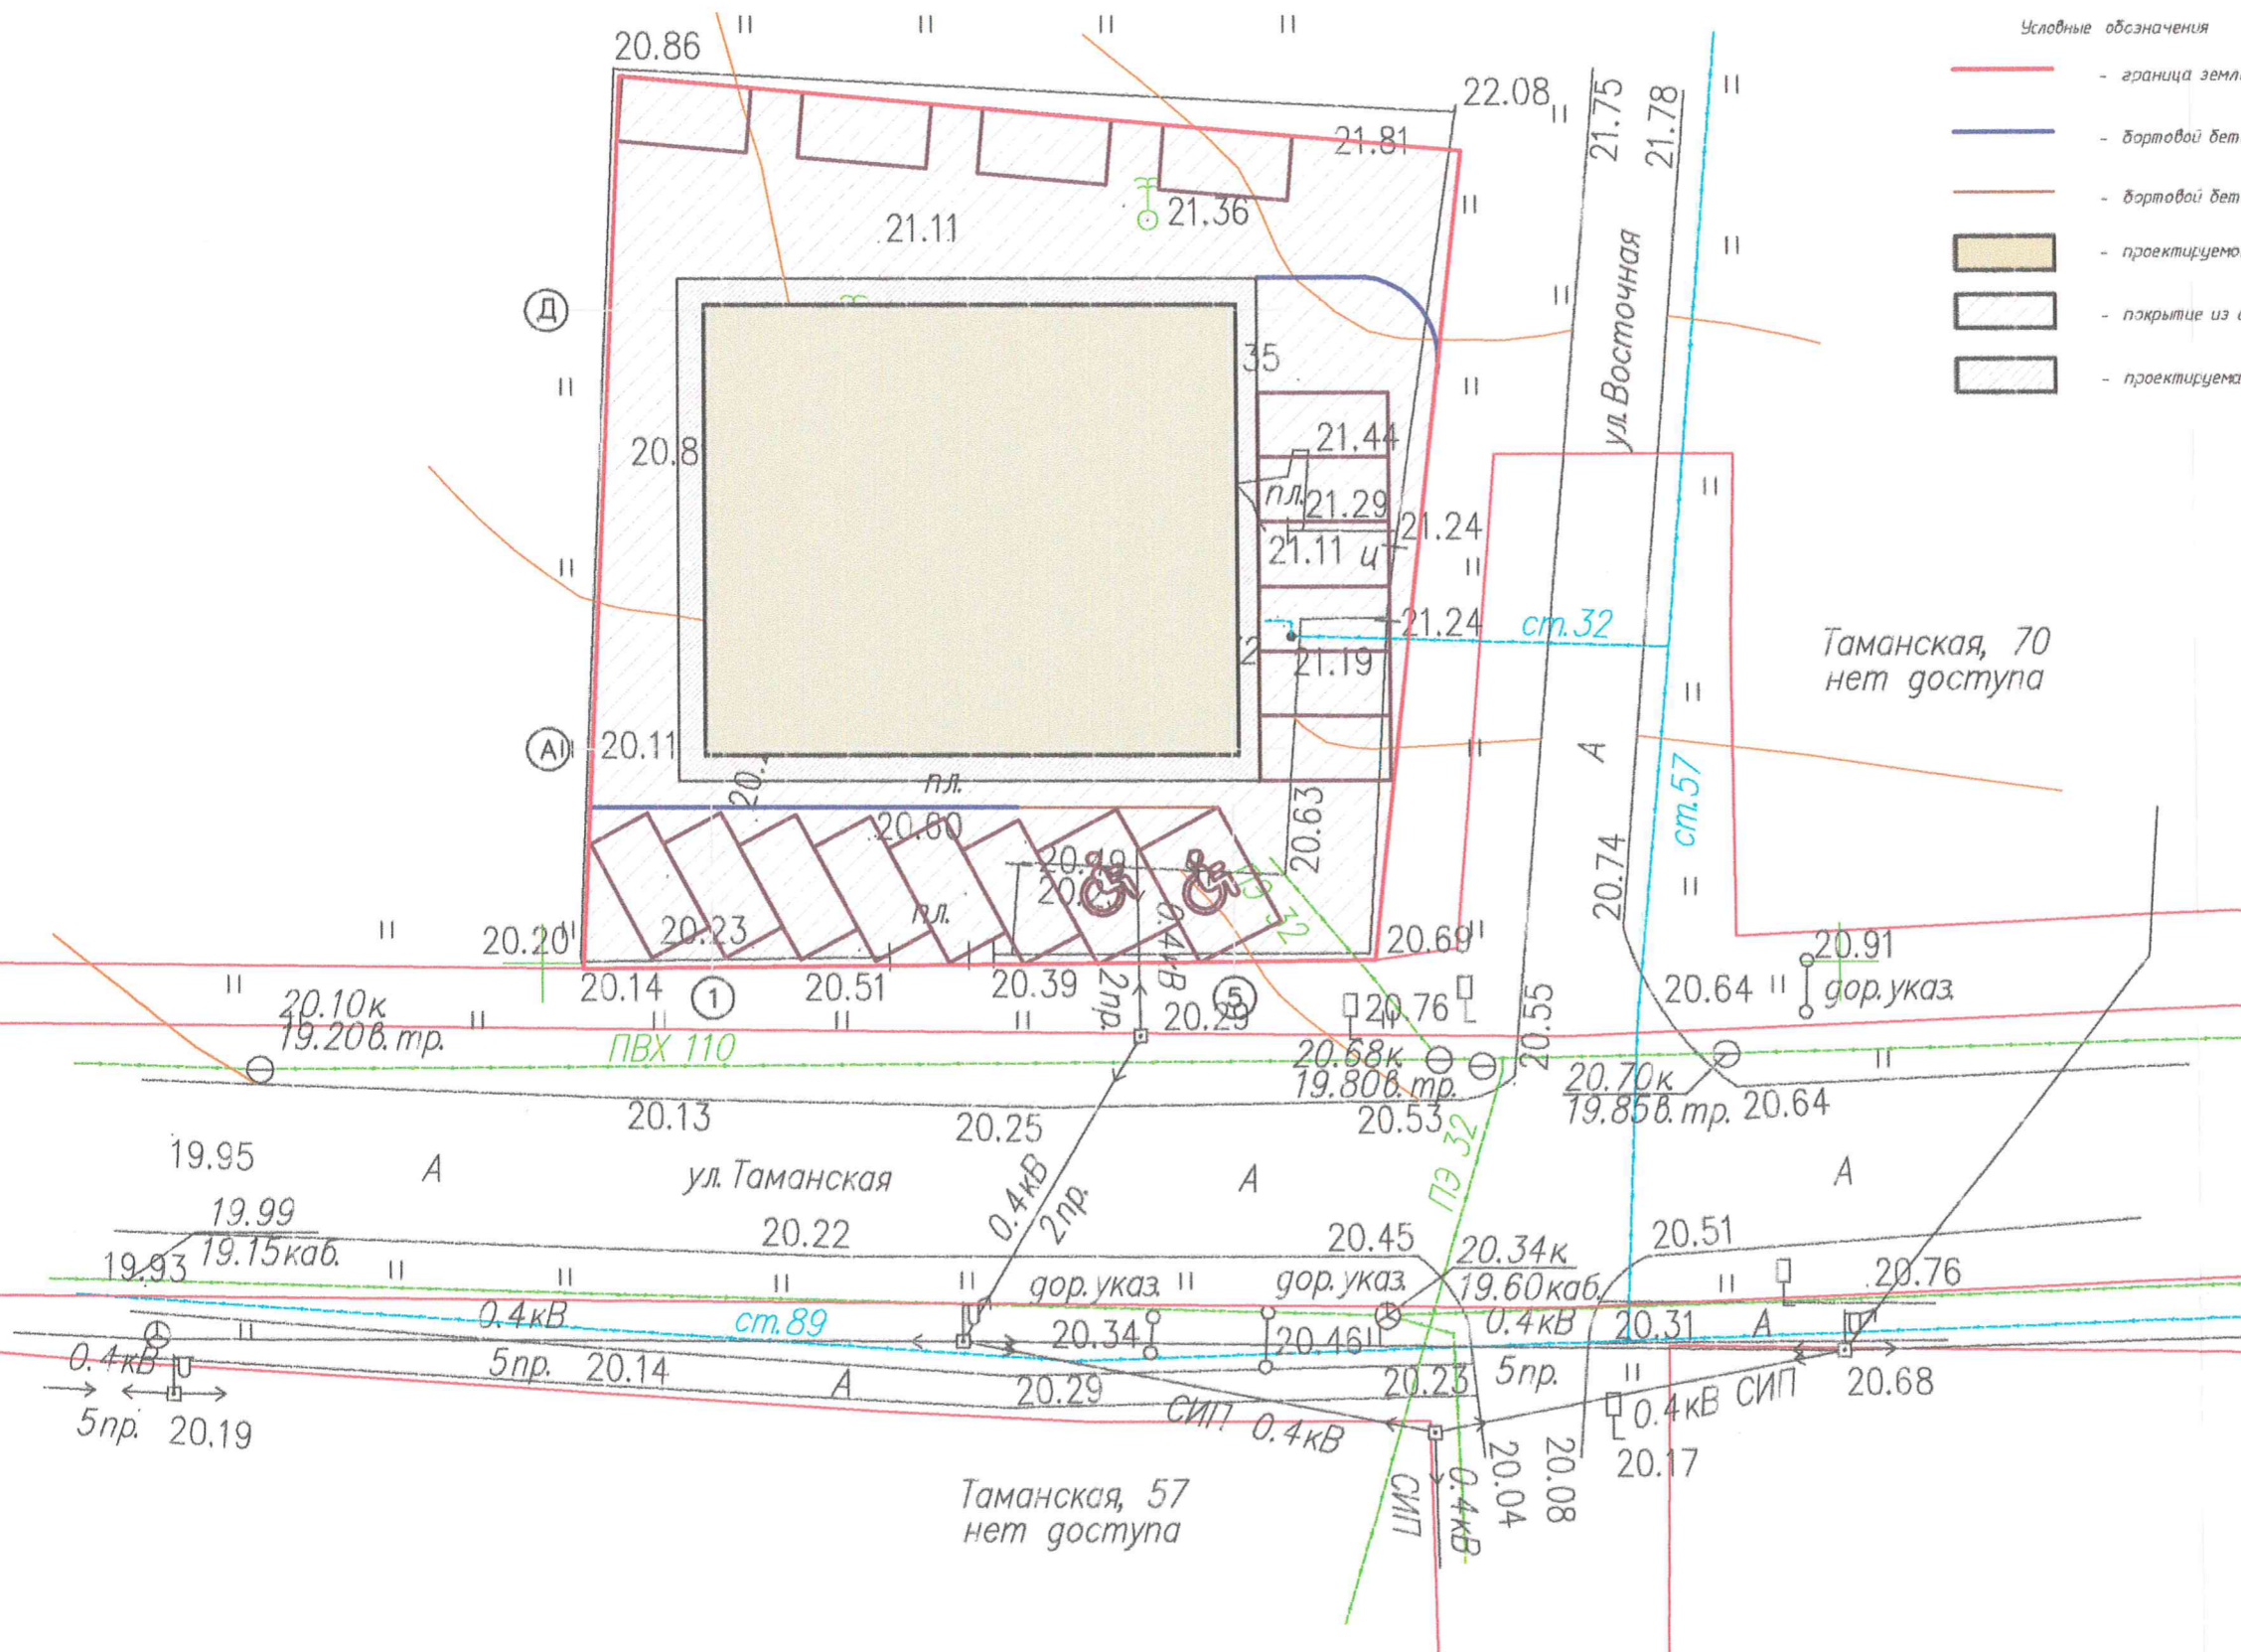 Условные обозначения
- граница земл
- бортовой бет
- бортовой бет
- проектируемо
- покрытие из
- проектируема
20.86
22.08
21.75
21.78
21.81
21.11
21.36
ул.Восточная
Д
35
20.8
21.44
пл.
21.29
21.24
21.11
ц
21.24
ст.32
21.19
Таманская, 70
нет доступа
А
20.11
А
20.
пл.
ст.57
20.60
20.63
20.49
20.
ПЭ 32
20.74
пл.
0.4кВ
2пр.
20.20
20.23
20.69
20.91
дор.указ.
20.14
1
20.51
20.39
5
20.29
20.76
20.55
20.64
20.10к
19.20в.тр.
ПВХ 110
20.68к
19.80в.тр.
20.70к
19.85в.тр.
20.64
20.13
20.25
20.53
19.95
А
ул.Таманская
0.4кВ
2пр.
А
ПЭ 32
А
19.99
19.15каб.
20.22
20.45
20.34к
19.60каб.
20.51
19.93
дор.указ.
дор.указ.
20.76
0.4кВ
ст.89
20.34
20.46
0.4кВ
20.31
А
0.4кВ
5пр.
20.14
А
20.29
20.23
5пр.
20.68
5пр.
20.19
СИП 0.4кВ
0.4кВ СИП
20.17
СИП
0.4кВ
20.04
20.08
Таманская, 57
нет доступа